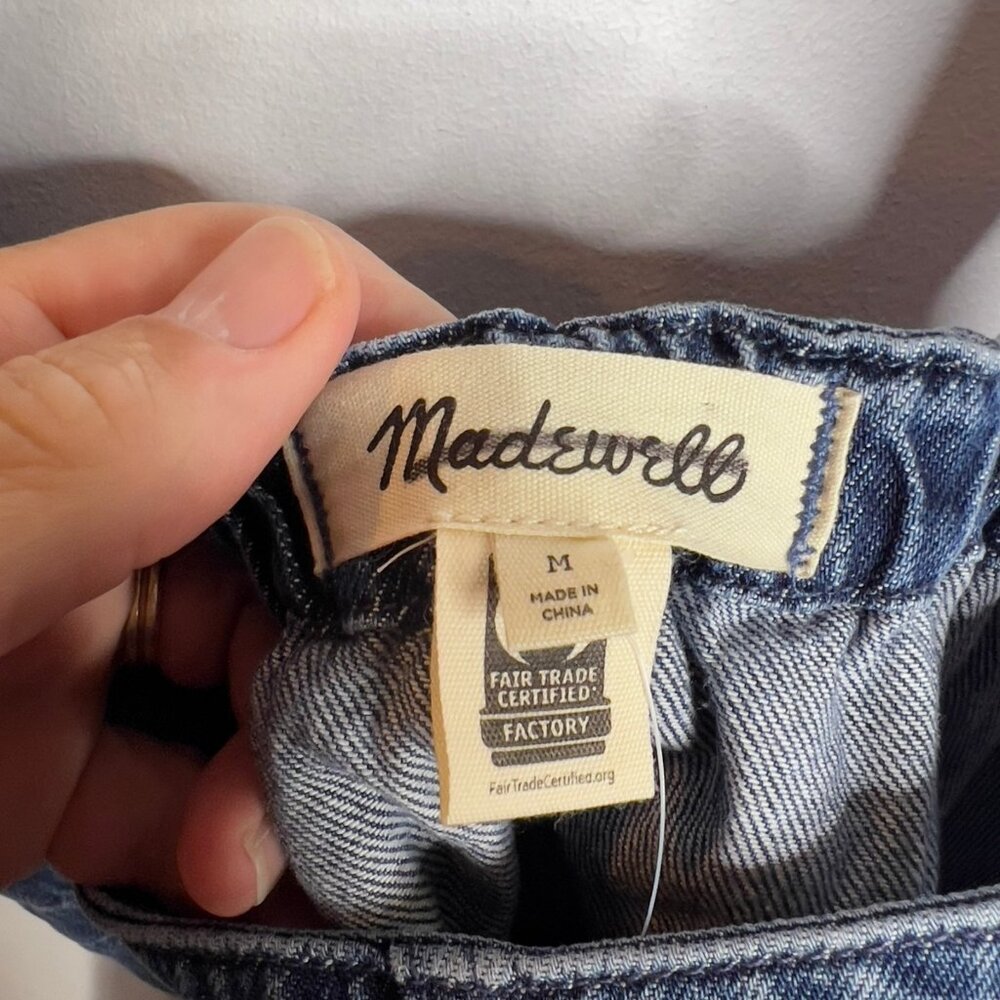 Madewell
M
MADE IN
CHINA
FAIR TRADE
CERTIFIED
FACTORY
FairTradeCertified.org